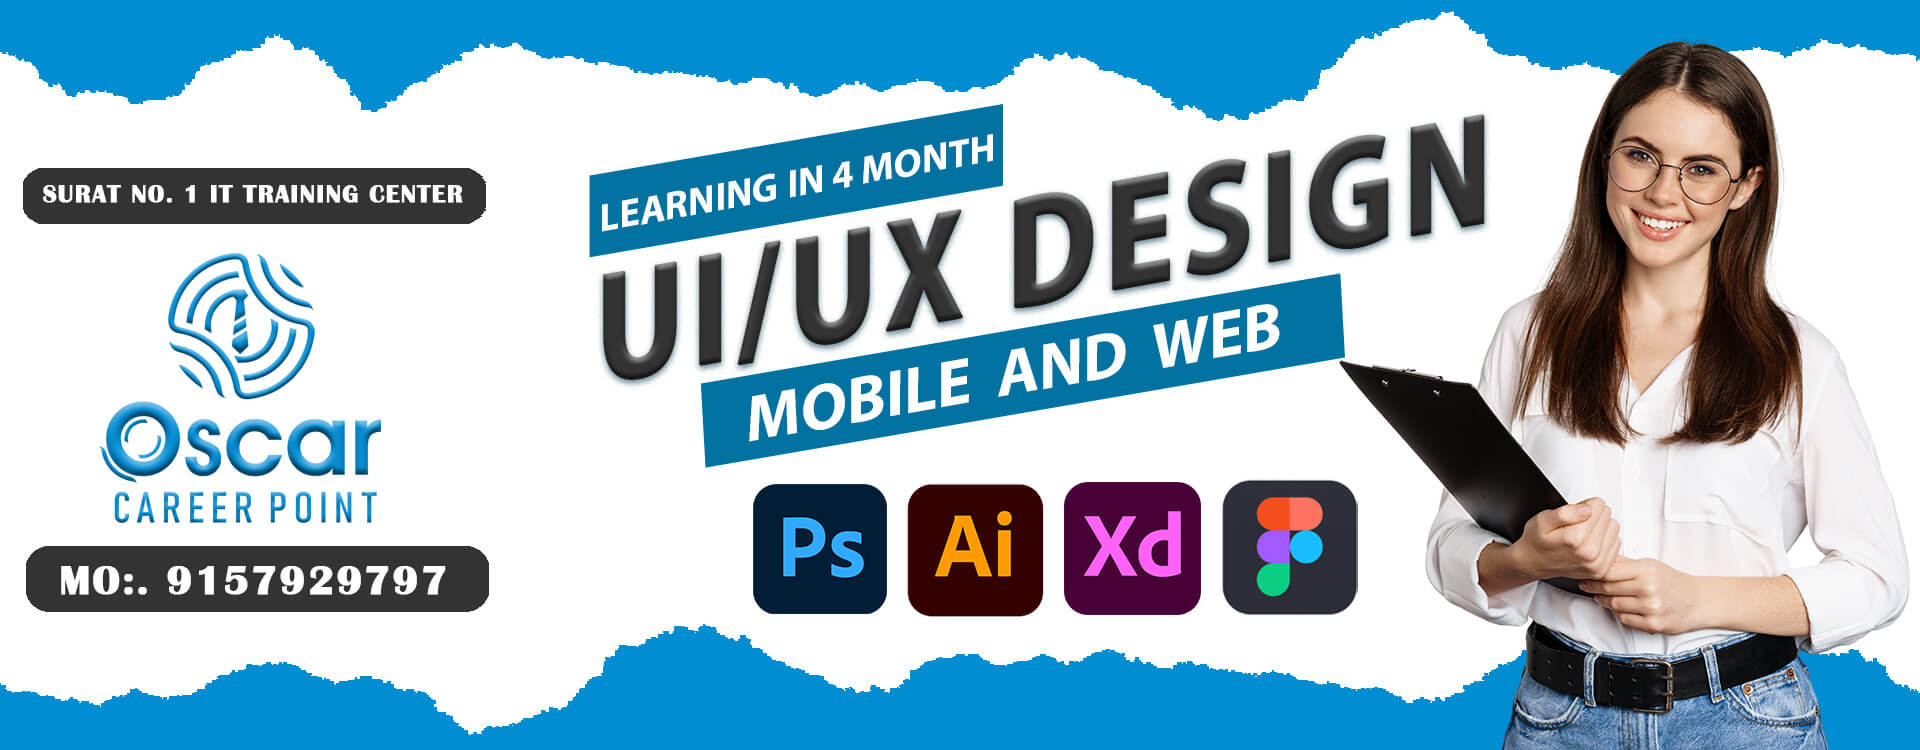 SURAT NO. 1 IT TRAINING CENTER
Oscar
CAREER POINT
MO:. 9157929797
LEARNING IN 4 MONTH
UI/UX DESIGN
MOBILE AND WEB
Ps Ai Xd